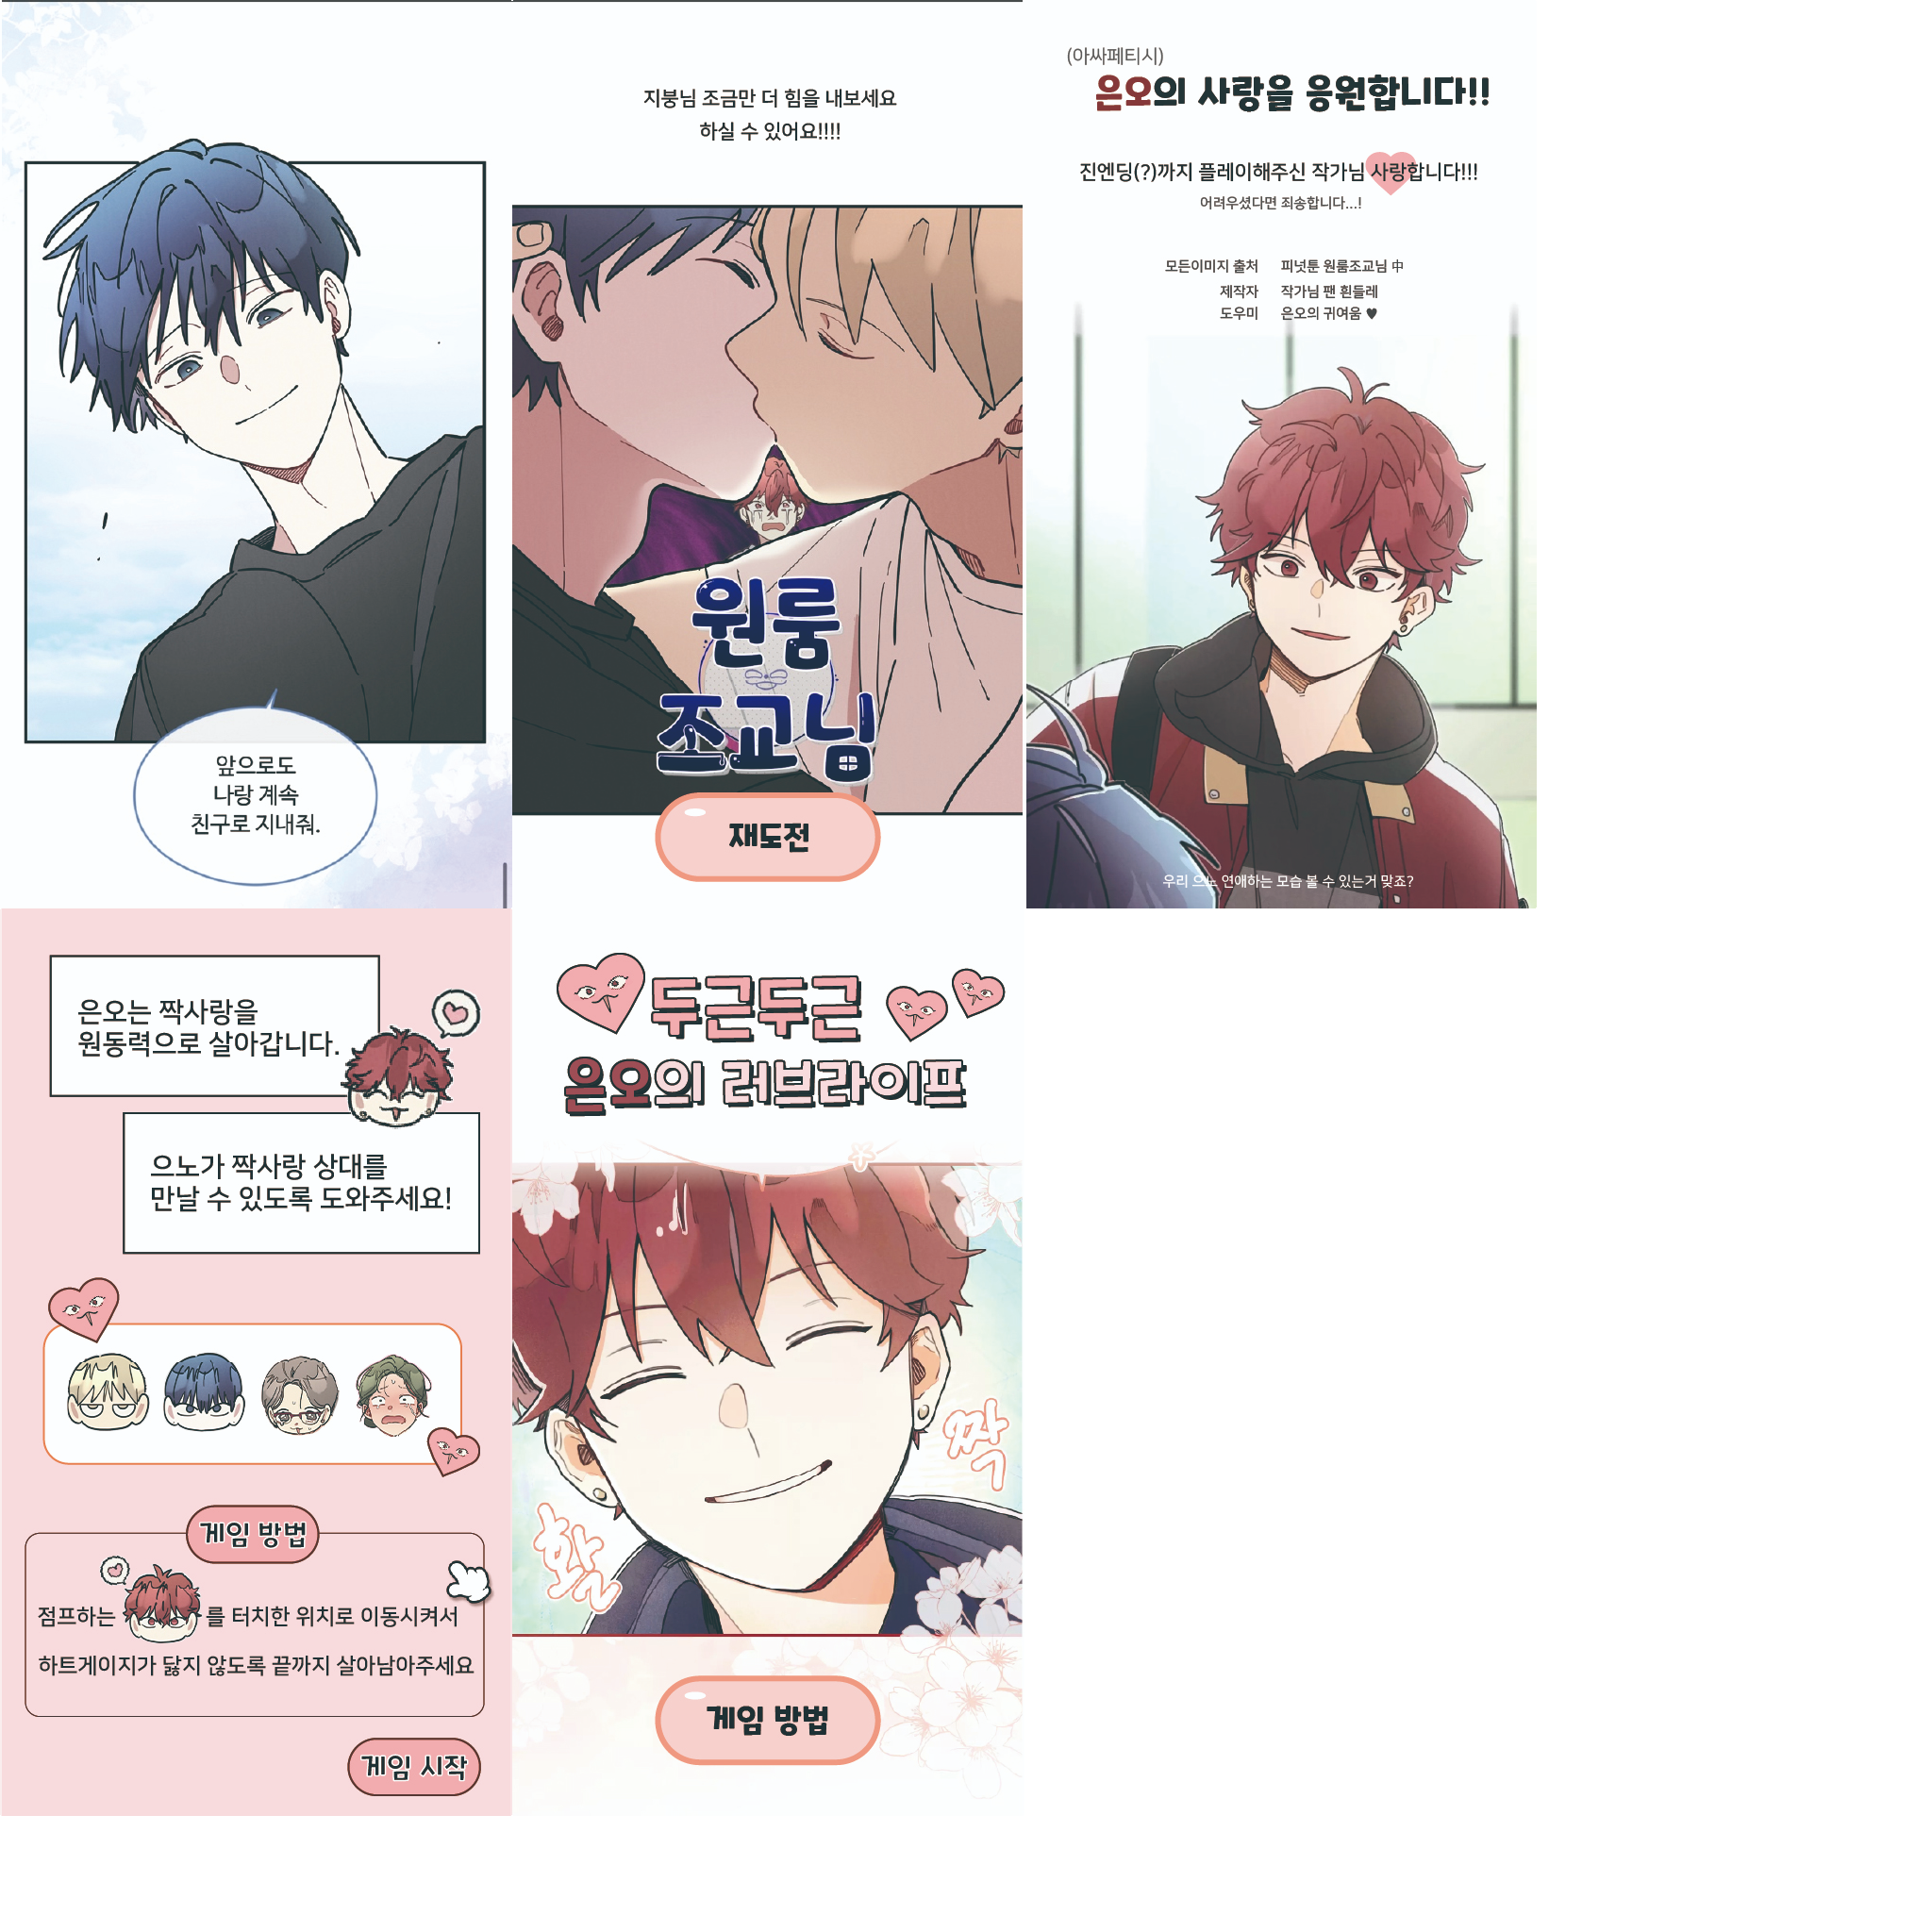 앞으로도
나랑 계속
친구로 지내줘.
지붕님 조금만 더 힘을 내보세요
하실 수 있어요!!!!
원룸
조교님
재도전
(아싸페티시)
은오의 사랑을 응원합니다!!
진엔딩(?)까지 플레이해주신 작가님 사랑합니다!!!
어려우셨다면 죄송합니다...!
모든이미지 출처 피넛툰 원룸조교님 中
제작자 작가님 팬 흰들레
도우미 은오의 귀여움 ♥
우리 으노 연애하는 모습 볼 수 있는거 맞죠?
은오는 짝사랑을
원동력으로 살아갑니다.
으노가 짝사랑 상대를
만날 수 있도록 도와주세요!
게임 방법
점프하는 를 터치한 위치로 이동시켜서
하트게이지가 닳지 않도록 끝까지 살아남아주세요
게임 시작
두근두근
은오의 러브라이프
짝
활
게임 방법